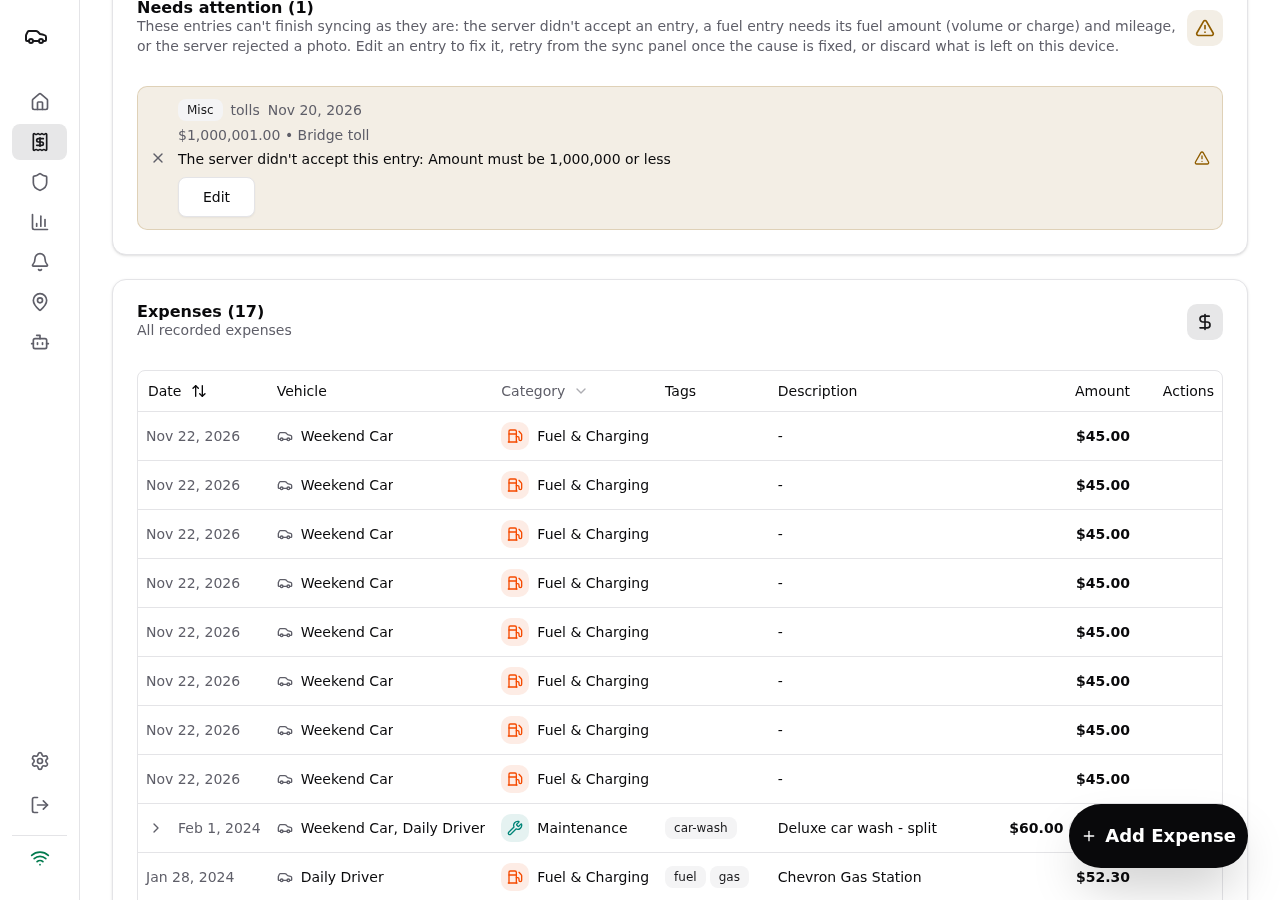 Needs attention (1)
These entries can't finish syncing as they are: the server didn't accept an entry, a fuel entry needs its fuel amount (volume or charge) and mileage,
or the server rejected a photo. Edit an entry to fix it, retry from the sync panel once the cause is fixed, or discard what is left on this device.
Misc tolls Nov 20, 2026
$1,000,001.00 • Bridge toll
The server didn't accept this entry: Amount must be 1,000,000 or less
Edit
Expenses (17)
All recorded expenses
Date Vehicle Category Tags Description Amount Actions
Nov 22, 2026 Weekend Car Fuel & Charging - $45.00
Nov 22, 2026 Weekend Car Fuel & Charging - $45.00
Nov 22, 2026 Weekend Car Fuel & Charging - $45.00
Nov 22, 2026 Weekend Car Fuel & Charging - $45.00
Nov 22, 2026 Weekend Car Fuel & Charging - $45.00
Nov 22, 2026 Weekend Car Fuel & Charging - $45.00
Nov 22, 2026 Weekend Car Fuel & Charging - $45.00
Nov 22, 2026 Weekend Car Fuel & Charging - $45.00
Feb 1, 2024 Weekend Car, Daily Driver Maintenance car-wash Deluxe car wash - split $60.00
+ Add Expense
Jan 28, 2024 Daily Driver Fuel & Charging fuel gas Chevron Gas Station $52.30